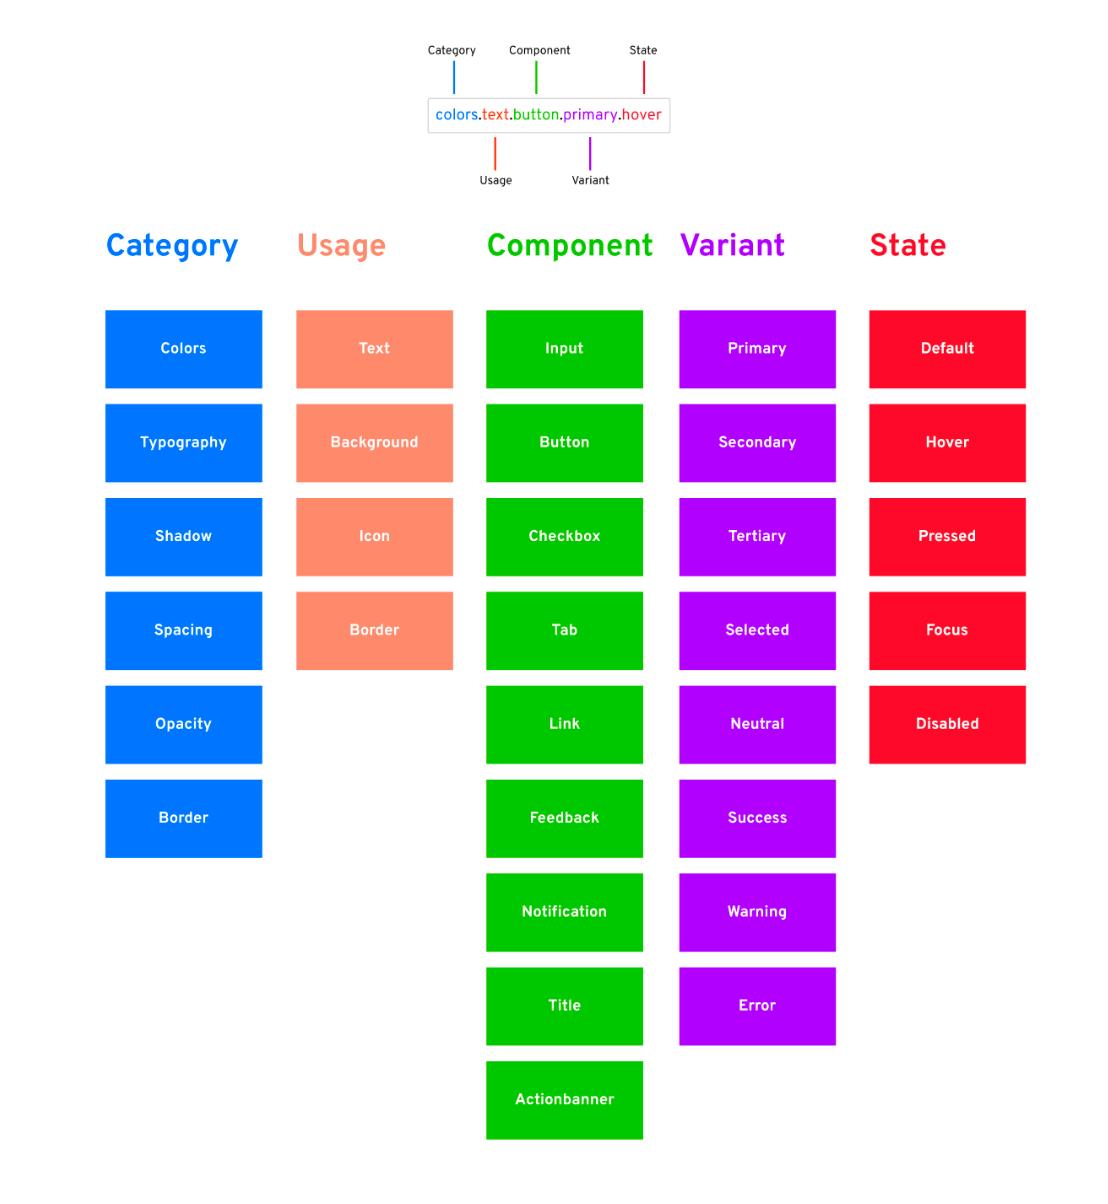 Category Component State
colors.text.button.primary.hover
Usage Variant
Category Usage Component Variant State
Colors Text Input Primary Default
Typography Background Button Secondary Hover
Shadow Icon Checkbox Tertiary Pressed
Spacing Border Tab Selected Focus
Opacity Link Neutral Disabled
Border Feedback Success
Notification Warning
Title Error
Actionbanner